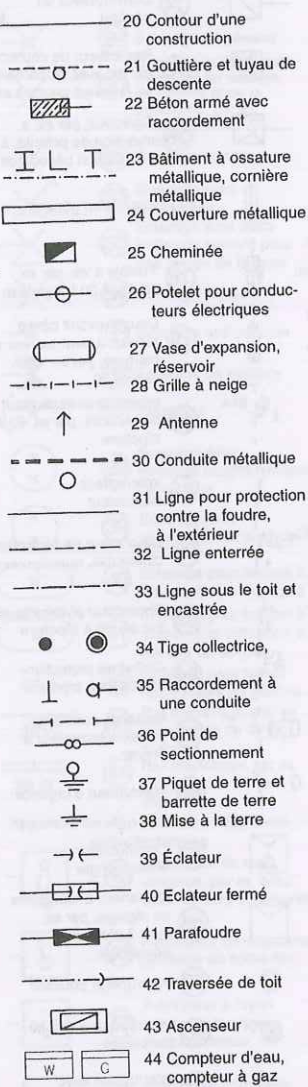 20 Contour d'une
construction
21 Gouttière et tuyau de
descente
22 Béton armé avec
raccordement
23 Bâtiment à ossature
métallique, cornière
métallique
24 Couverture métallique
25 Cheminée
26 Potelet pour conduc-
teurs électriques
27 Vase d'expansion,
réservoir
28 Grille à neige
29 Antenne
30 Conduite métallique
31 Ligne pour protection
contre la foudre,
à l'extérieur
32 Ligne enterrée
33 Ligne sous le toit et
encastrée
34 Tige collectrice,
35 Raccordement à
une conduite
36 Point de
sectionnement
37 Piquet de terre et
barrette de terre
38 Mise à la terre
39 Éclateur
40 Eclateur fermé
41 Parafoudre
42 Traversée de toit
43 Ascenseur
W G 44 Compteur d'eau,
compteur à gaz